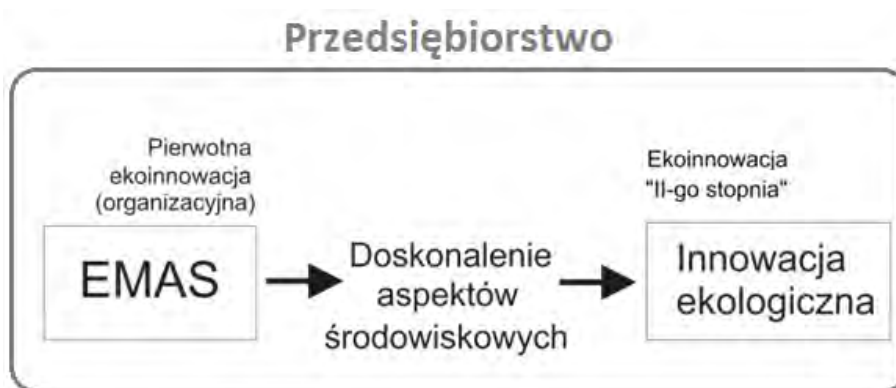 Przedsiębiorstwo
Pierwotna
ekoinnowacja
(organizacyjna)
EMAS
Doskonalenie
aspektów
środowiskowych
Ekoinnowacja
"II-go stopnia"
Innowacja
ekologiczna